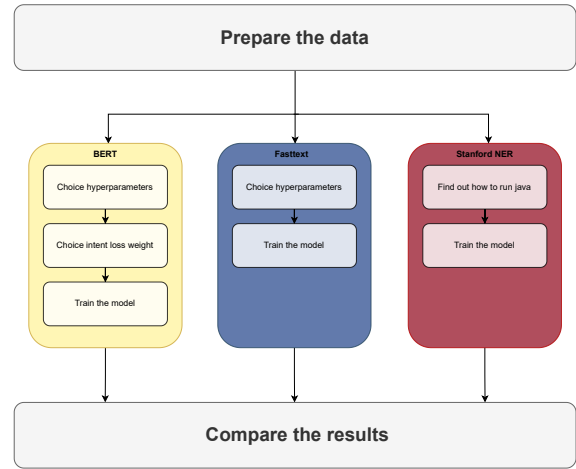 Prepare the data
BERT
Choice hyperparameters
Choice intent loss weight
Train the model
Fasttext
Choice hyperparameters
Train the model
Stanford NER
Find out how to run java
Train the model
Compare the results